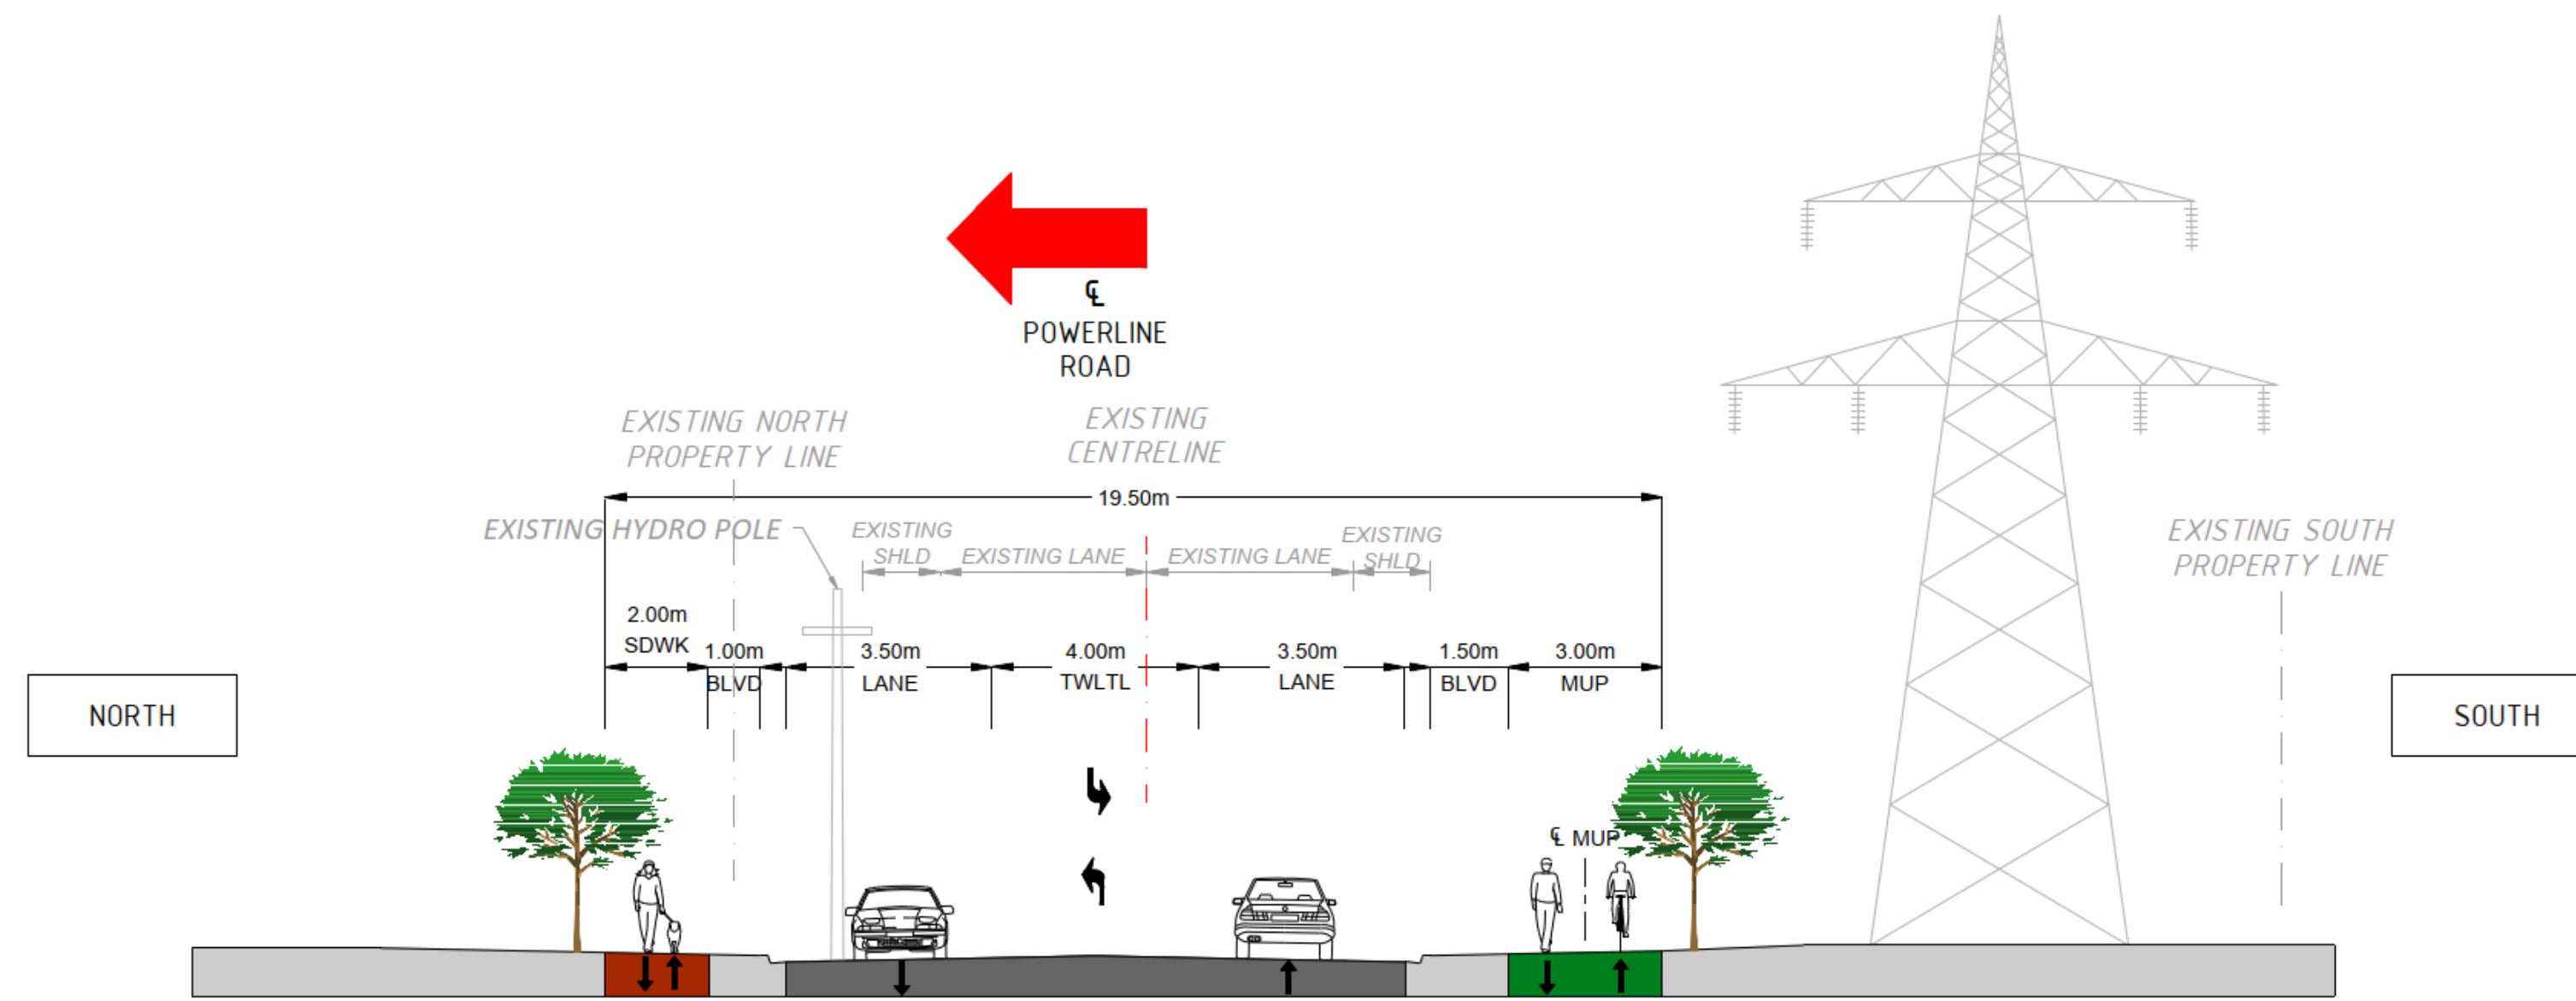 ℄
POWERLINE
ROAD
EXISTING NORTH
PROPERTY LINE
EXISTING
CENTRELINE
19.50m
EXISTING HYDRO POLE
EXISTING
SHLD
EXISTING LANE
EXISTING LANE
EXISTING
SHLD
EXISTING SOUTH
PROPERTY LINE
2.00m
SDWK
1.00m
BLVD
3.50m
LANE
4.00m
TWLTL
3.50m
LANE
1.50m
BLVD
3.00m
MUP
NORTH
SOUTH
℄ MUP